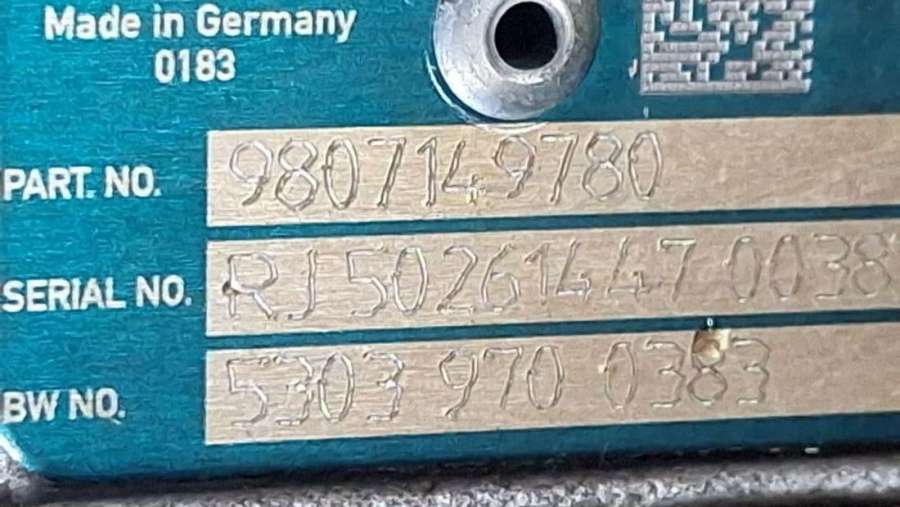 Made in Germany
0183
PART. NO. 9807149780
SERIAL NO. RJ 50261447 0038
BW NO. 5303 970 0383